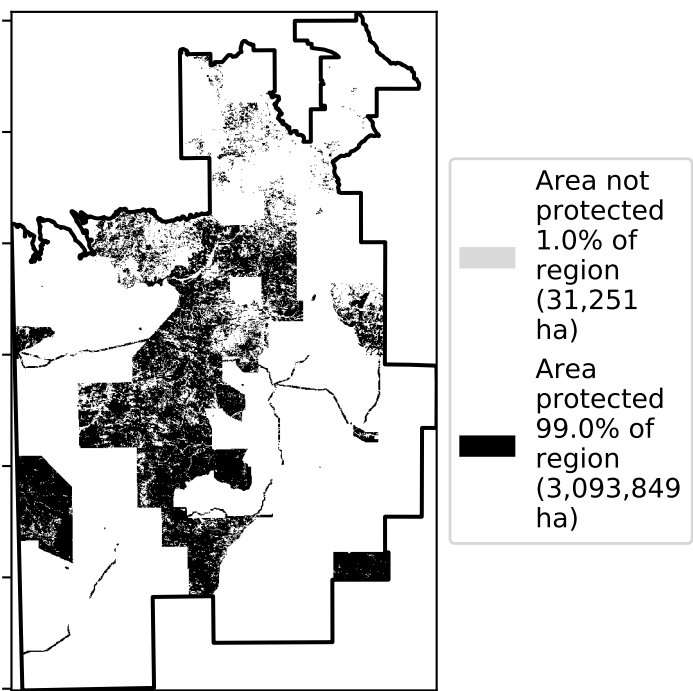 Area not
protected
1.0% of
region
(31,251
ha)
Area
protected
99.0% of
region
(3,093,849
ha)